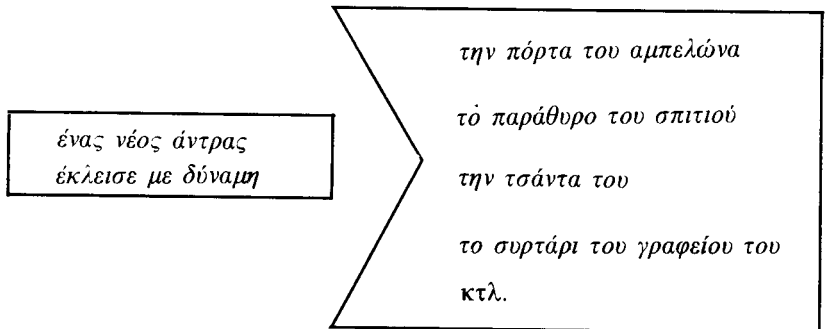 ένας νέος άντρας
έκλεισε με δύναμη
την πόρτα του αμπελώνα
το παράθυρο του σπιτιού
την τσάντα του
το συρτάρι του γραφείου του
κτλ.